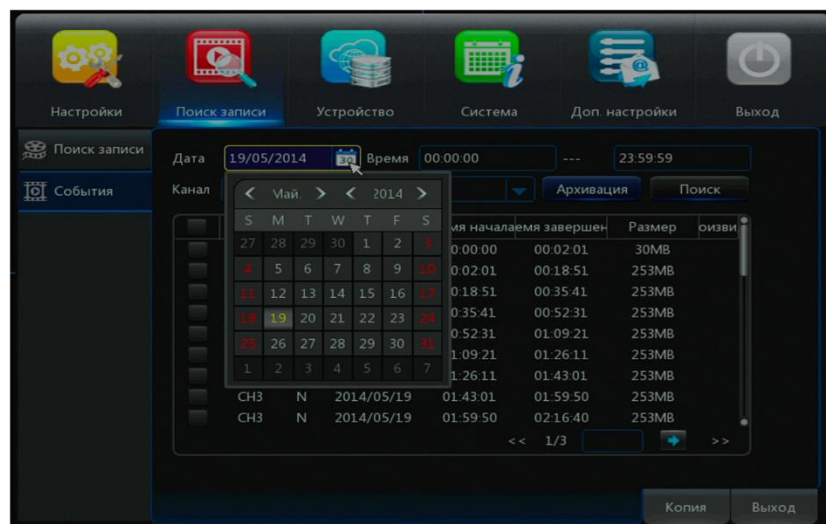 Настройки Поиск записи Устройство Система Доп. настройки Выход
Поиск записи
События
Дата 19/05/2014 30 Время 00:00:00 --- 23:59:59
Канал Архивация Поиск
Май. 2014
S M T W T F S
27 28 29 30 1 2 3
4 5 6 7 8 9 10
11 12 13 14 15 16 17
18 19 20 21 22 23 24
25 26 27 28 29 30 31
1 2 3 4 5 6 7
мя начала емя завершен Размер оизви
0:00:00 00:02:01 30MB
0:02:01 00:18:51 253MB
0:18:51 00:35:41 253MB
0:35:41 00:52:31 253MB
0:52:31 01:09:21 253MB
1:09:21 01:26:11 253MB
1:26:11 01:43:01 253MB
CH3 N 2014/05/19 01:43:01 01:59:50 253MB
CH3 N 2014/05/19 01:59:50 02:16:40 253MB
<< 1/3 >>
Копия Выход